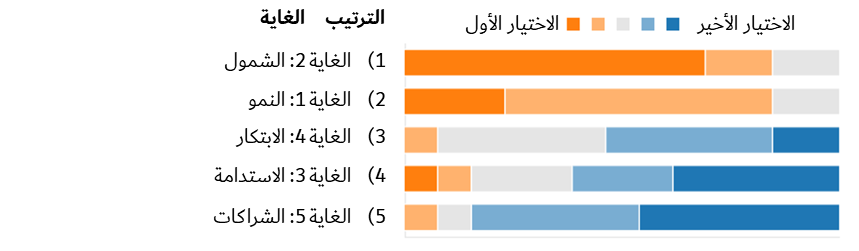 الترتيب الغاية
الاختيار الأول الاختيار الأخير
1) الغاية 2: الشمول
2) الغاية 1: النمو
3) الغاية 4: الابتكار
4) الغاية 3: الاستدامة
5) الغاية 5: الشراكات